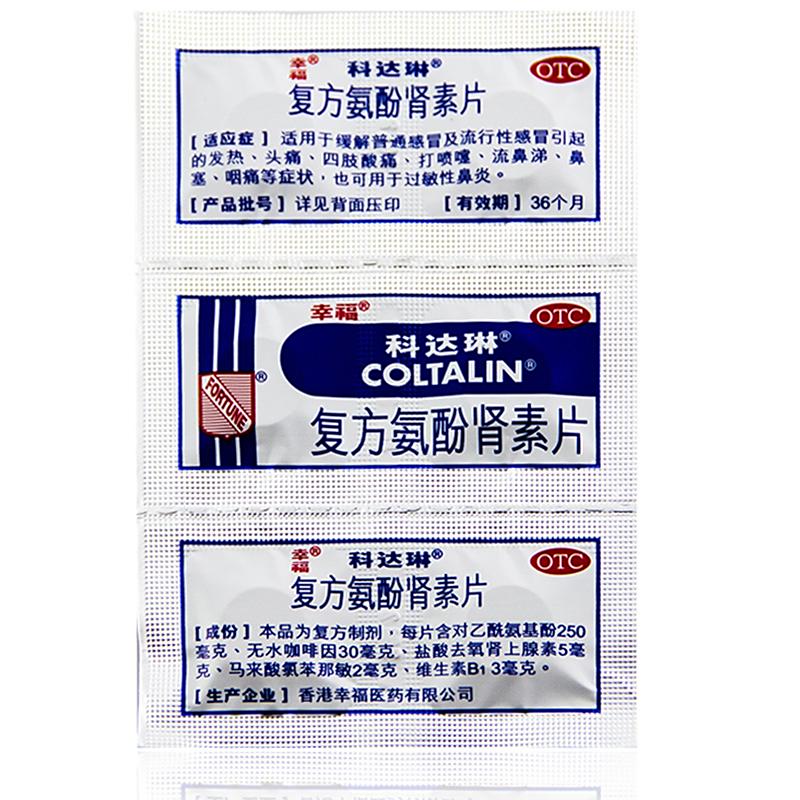 幸福® 科达琳® OTC
复方氨酚肾素片
[适应症] 适用于缓解普通感冒及流行性感冒引起
的发热、头痛、四肢酸痛、打喷嚏、流鼻涕、鼻
塞、咽痛等症状，也可用于过敏性鼻炎。
[产品批号] 详见背面压印 [有效期] 36个月
幸福® OTC
科达琳®
COLTALIN®
FORTUNE ®
复方氨酚肾素片
幸福® 科达琳® OTC
复方氨酚肾素片
[成份] 本品为复方制剂，每片含对乙酰氨基酚250
毫克、无水咖啡因30毫克、盐酸去氧肾上腺素5毫
克、马来酸氯苯那敏2毫克、维生素B1 3毫克。
[生产企业] 香港幸福医药有限公司